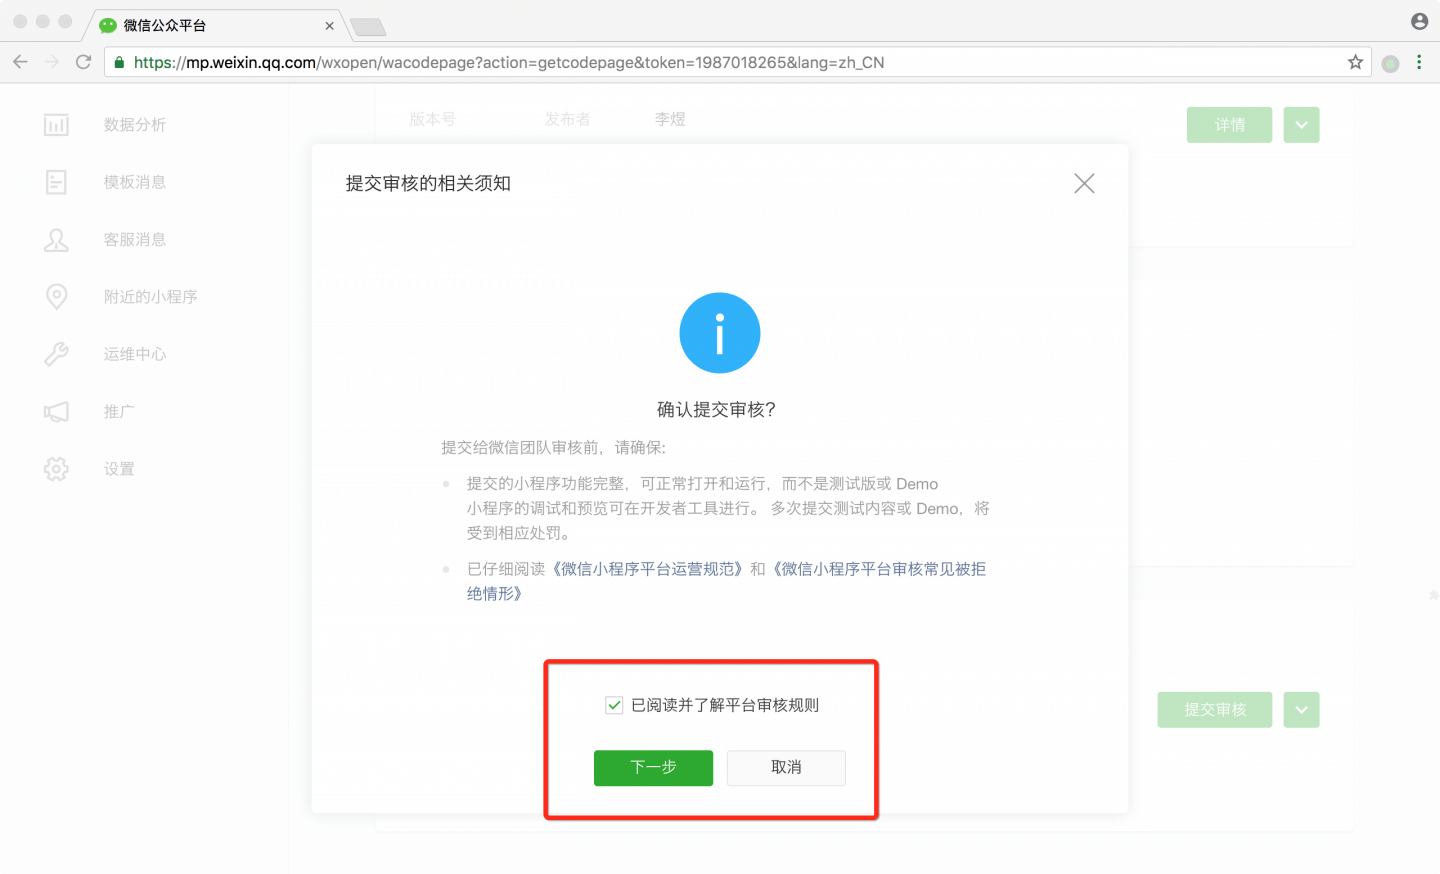 微信公众平台
https://mp.weixin.qq.com/wxopen/wacodepage?action=getcodepage&token=1987018265&lang=zh_CN
数据分析
模板消息
客服消息
附近的小程序
运维中心
推广
设置
版本号 发布者 李煜
详情
提交审核的相关须知
确认提交审核?
提交给微信团队审核前，请确保:
提交的小程序功能完整，可正常打开和运行，而不是测试版或 Demo
小程序的调试和预览可在开发者工具进行。 多次提交测试内容或 Demo，将
受到相应处罚。
已仔细阅读《微信小程序平台运营规范》和《微信小程序平台审核常见被拒
绝情形》
已阅读并了解平台审核规则
下一步 取消
提交审核